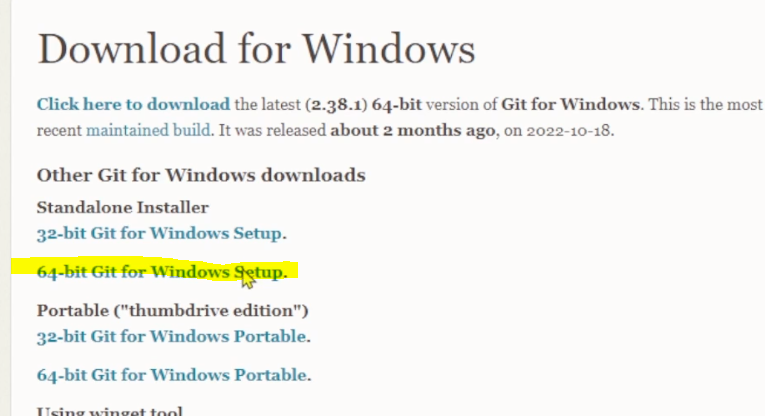 Download for Windows
Click here to download the latest (2.38.1) 64-bit version of Git for Windows. This is the most
recent maintained build. It was released about 2 months ago, on 2022-10-18.
Other Git for Windows downloads
Standalone Installer
32-bit Git for Windows Setup.
64-bit Git for Windows Setup.
Portable ("thumbdrive edition")
32-bit Git for Windows Portable.
64-bit Git for Windows Portable.
Using winget tool